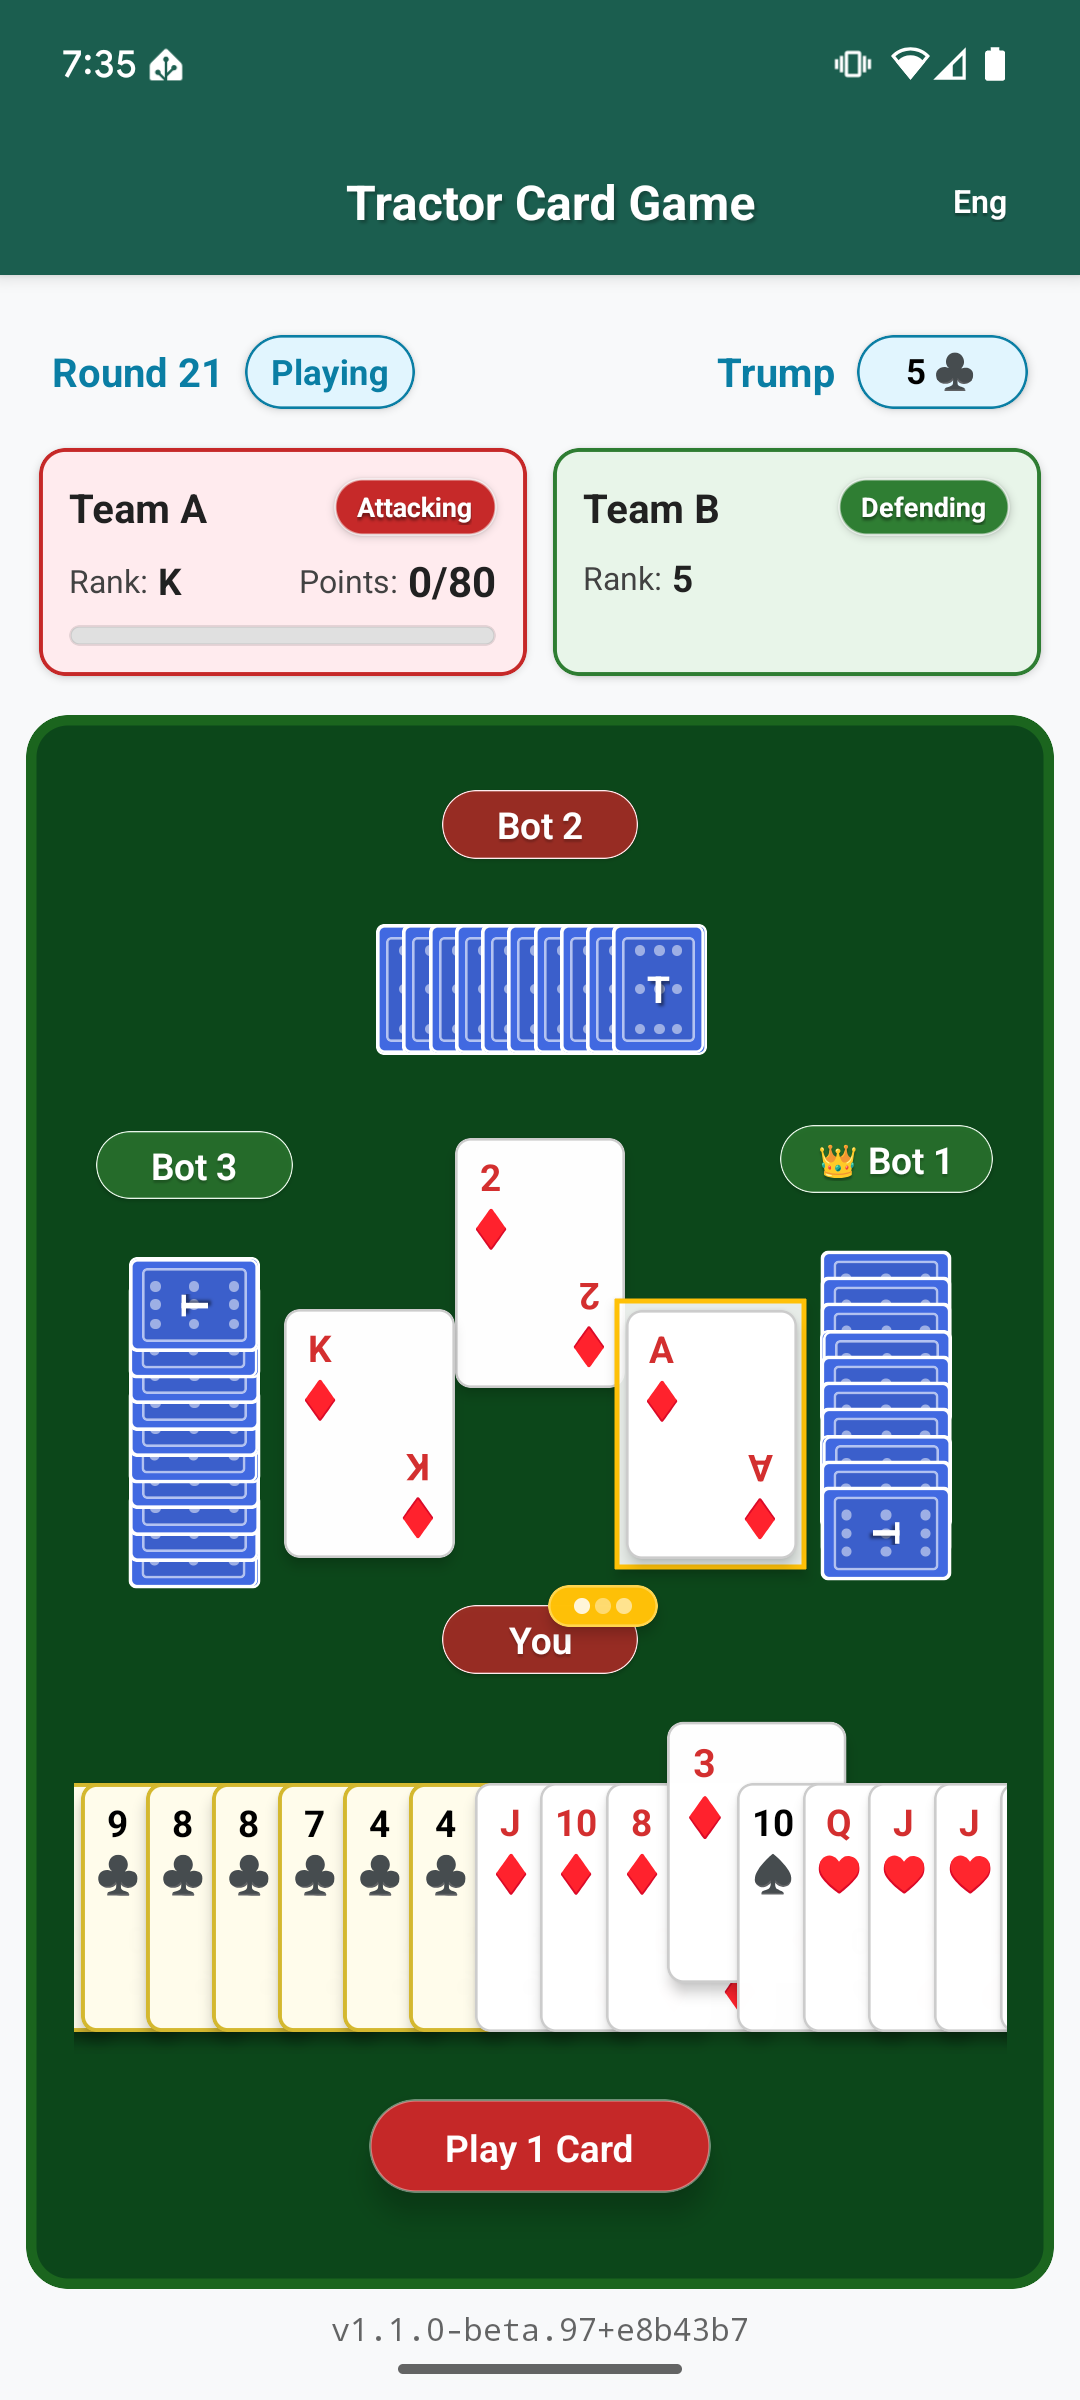 7:35
Tractor Card Game
Eng
Round 21
Playing
Trump
5
Team A
Attacking
Rank: K
Points: 0/80
Team B
Defending
Rank: 5
Bot 2
T
Bot 3
👑 Bot 1
T
T
2
2
K
K
A
A
You
3
9
8
8
7
4
4
J
10
8
10
Q
J
J
Play 1 Card
v1.1.0-beta.97+e8b43b7